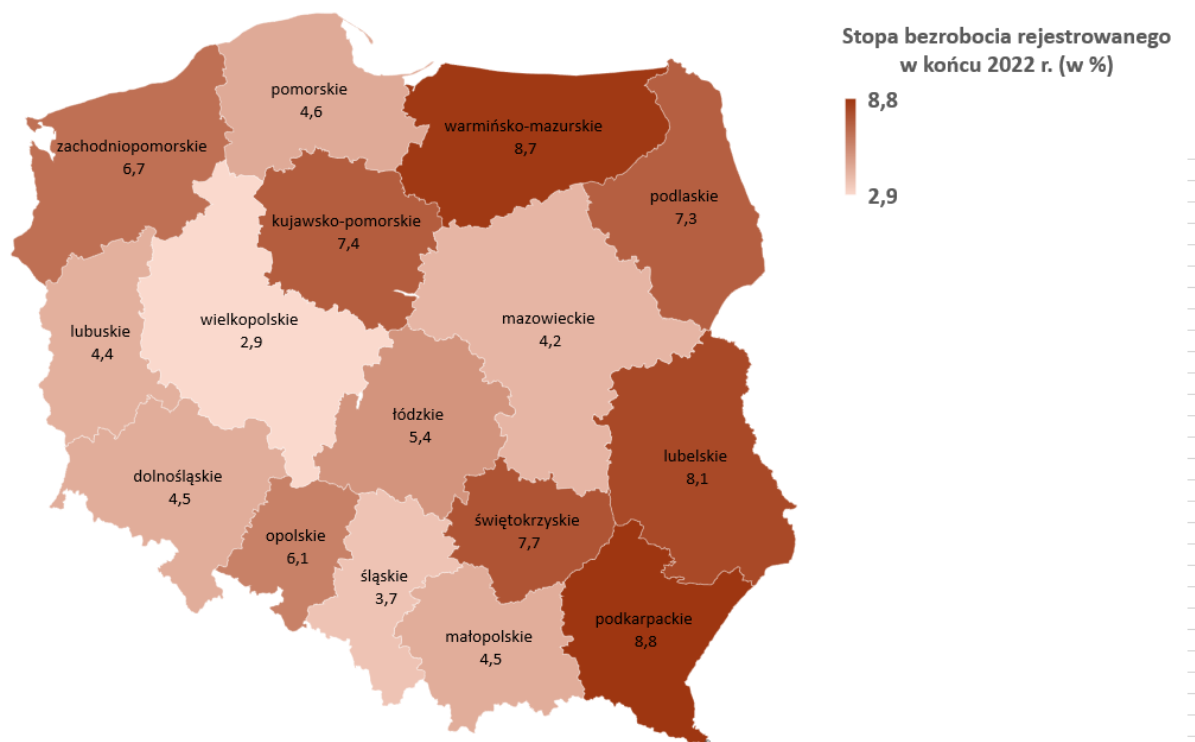 Stopa bezrobocia rejestrowanego
w końcu 2022 r. (w %)
8,8
2,9
pomorskie
4,6
warmińsko-mazurskie
8,7
zachodniopomorskie
6,7
podlaskie
7,3
kujawsko-pomorskie
7,4
wielkopolskie
2,9
mazowieckie
4,2
lubuskie
4,4
łódzkie
5,4
lubelskie
8,1
dolnośląskie
4,5
świętokrzyskie
7,7
opolskie
6,1
śląskie
3,7
podkarpackie
8,8
małopolskie
4,5